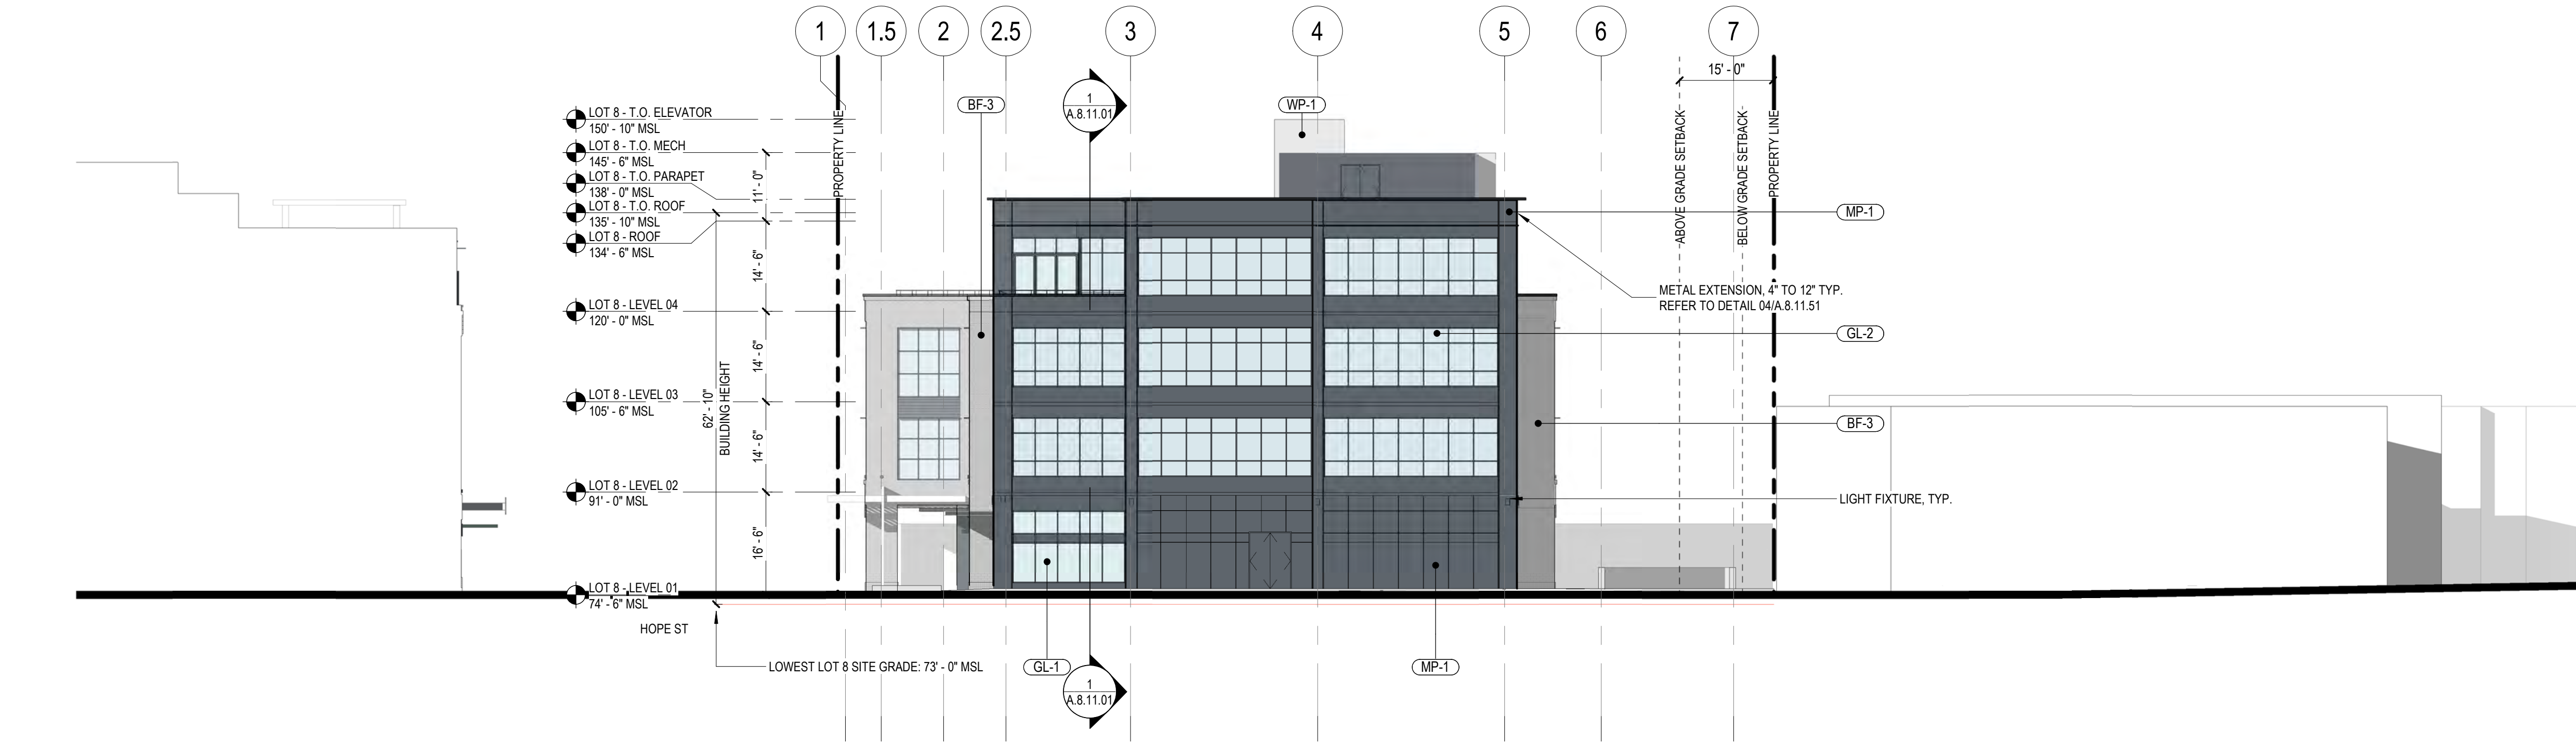 1
1.5
2
2.5
3
4
5
6
7
15' - 0"
BF-3
1
A.8.11.01
WP-1
LOT 8 - T.O. ELEVATOR
150' - 10" MSL
LOT 8 - T.O. MECH
145' - 6" MSL
LOT 8 - T.O. PARAPET
138' - 0" MSL
LOT 8 - T.O. ROOF
135' - 10" MSL
LOT 8 - ROOF
134' - 6" MSL
LOT 8 - LEVEL 04
120' - 0" MSL
LOT 8 - LEVEL 03
105' - 6" MSL
LOT 8 - LEVEL 02
91' - 0" MSL
LOT 8 - LEVEL 01
74' - 6" MSL
HOPE ST
62' - 10"
BUILDING HEIGHT
11' - 0"
14' - 6"
14' - 6"
14' - 6"
16' - 6"
PROPERTY LINE
ABOVE GRADE SETBACK
BELOW GRADE SETBACK
PROPERTY LINE
MP-1
METAL EXTENSION, 4" TO 12" TYP.
REFER TO DETAIL 04/A.8.11.51
GL-2
BF-3
LIGHT FIXTURE, TYP.
LOWEST LOT 8 SITE GRADE: 73' - 0" MSL
GL-1
MP-1
1
A.8.11.01